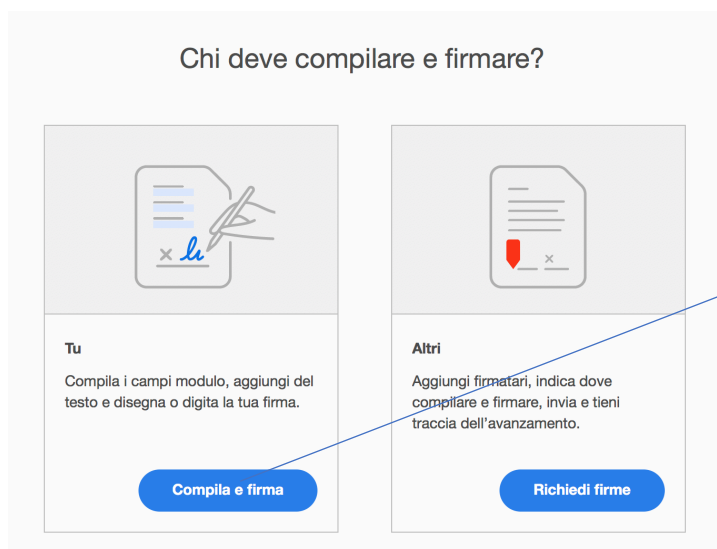 Chi deve compilare e firmare?
Tu
Compila i campi modulo, aggiungi del
testo e disegna o digita la tua firma.
Compila e firma
Altri
Aggiungi firmatari, indica dove
compilare e firmare, invia e tieni
traccia dell'avanzamento.
Richiedi firme